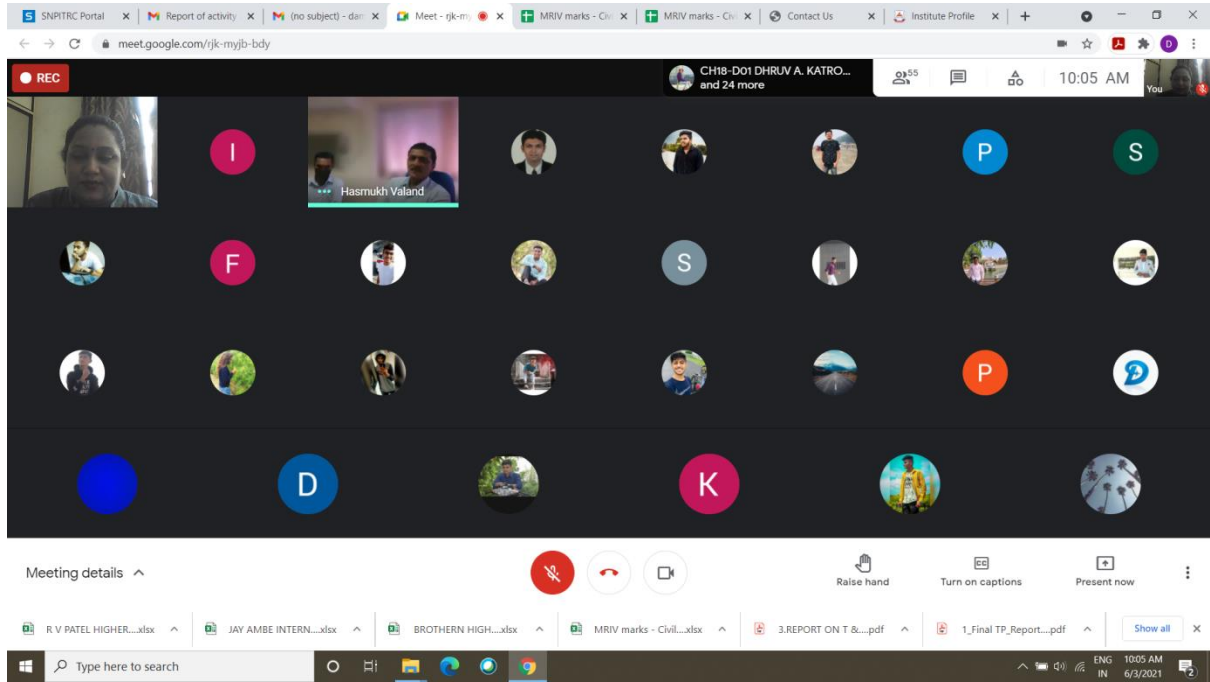 SNPITRC Portal
Report of activity
(no subject) - dam
Meet - rjk-my
MRIV marks - Civ
MRIV marks - Civ
Contact Us
Institute Profile
meet.google.com/rjk-myjb-bdy
D
REC
CH18-D01 DHRUV A. KATRO...
and 24 more
55
10:05 AM
You
I
Hasmukh Valand
P
S
F
S
P
D
K
Meeting details
Raise hand
CC
Turn on captions
Present now
R V PATEL HIGHER....xlsx
JAY AMBE INTERN....xlsx
BROTHERN HIGH....xlsx
MRIV marks - Civil....xlsx
3.REPORT ON T &....pdf
1_Final TP_Report....pdf
Show all
Type here to search
ENG
IN
10:05 AM
6/3/2021
2